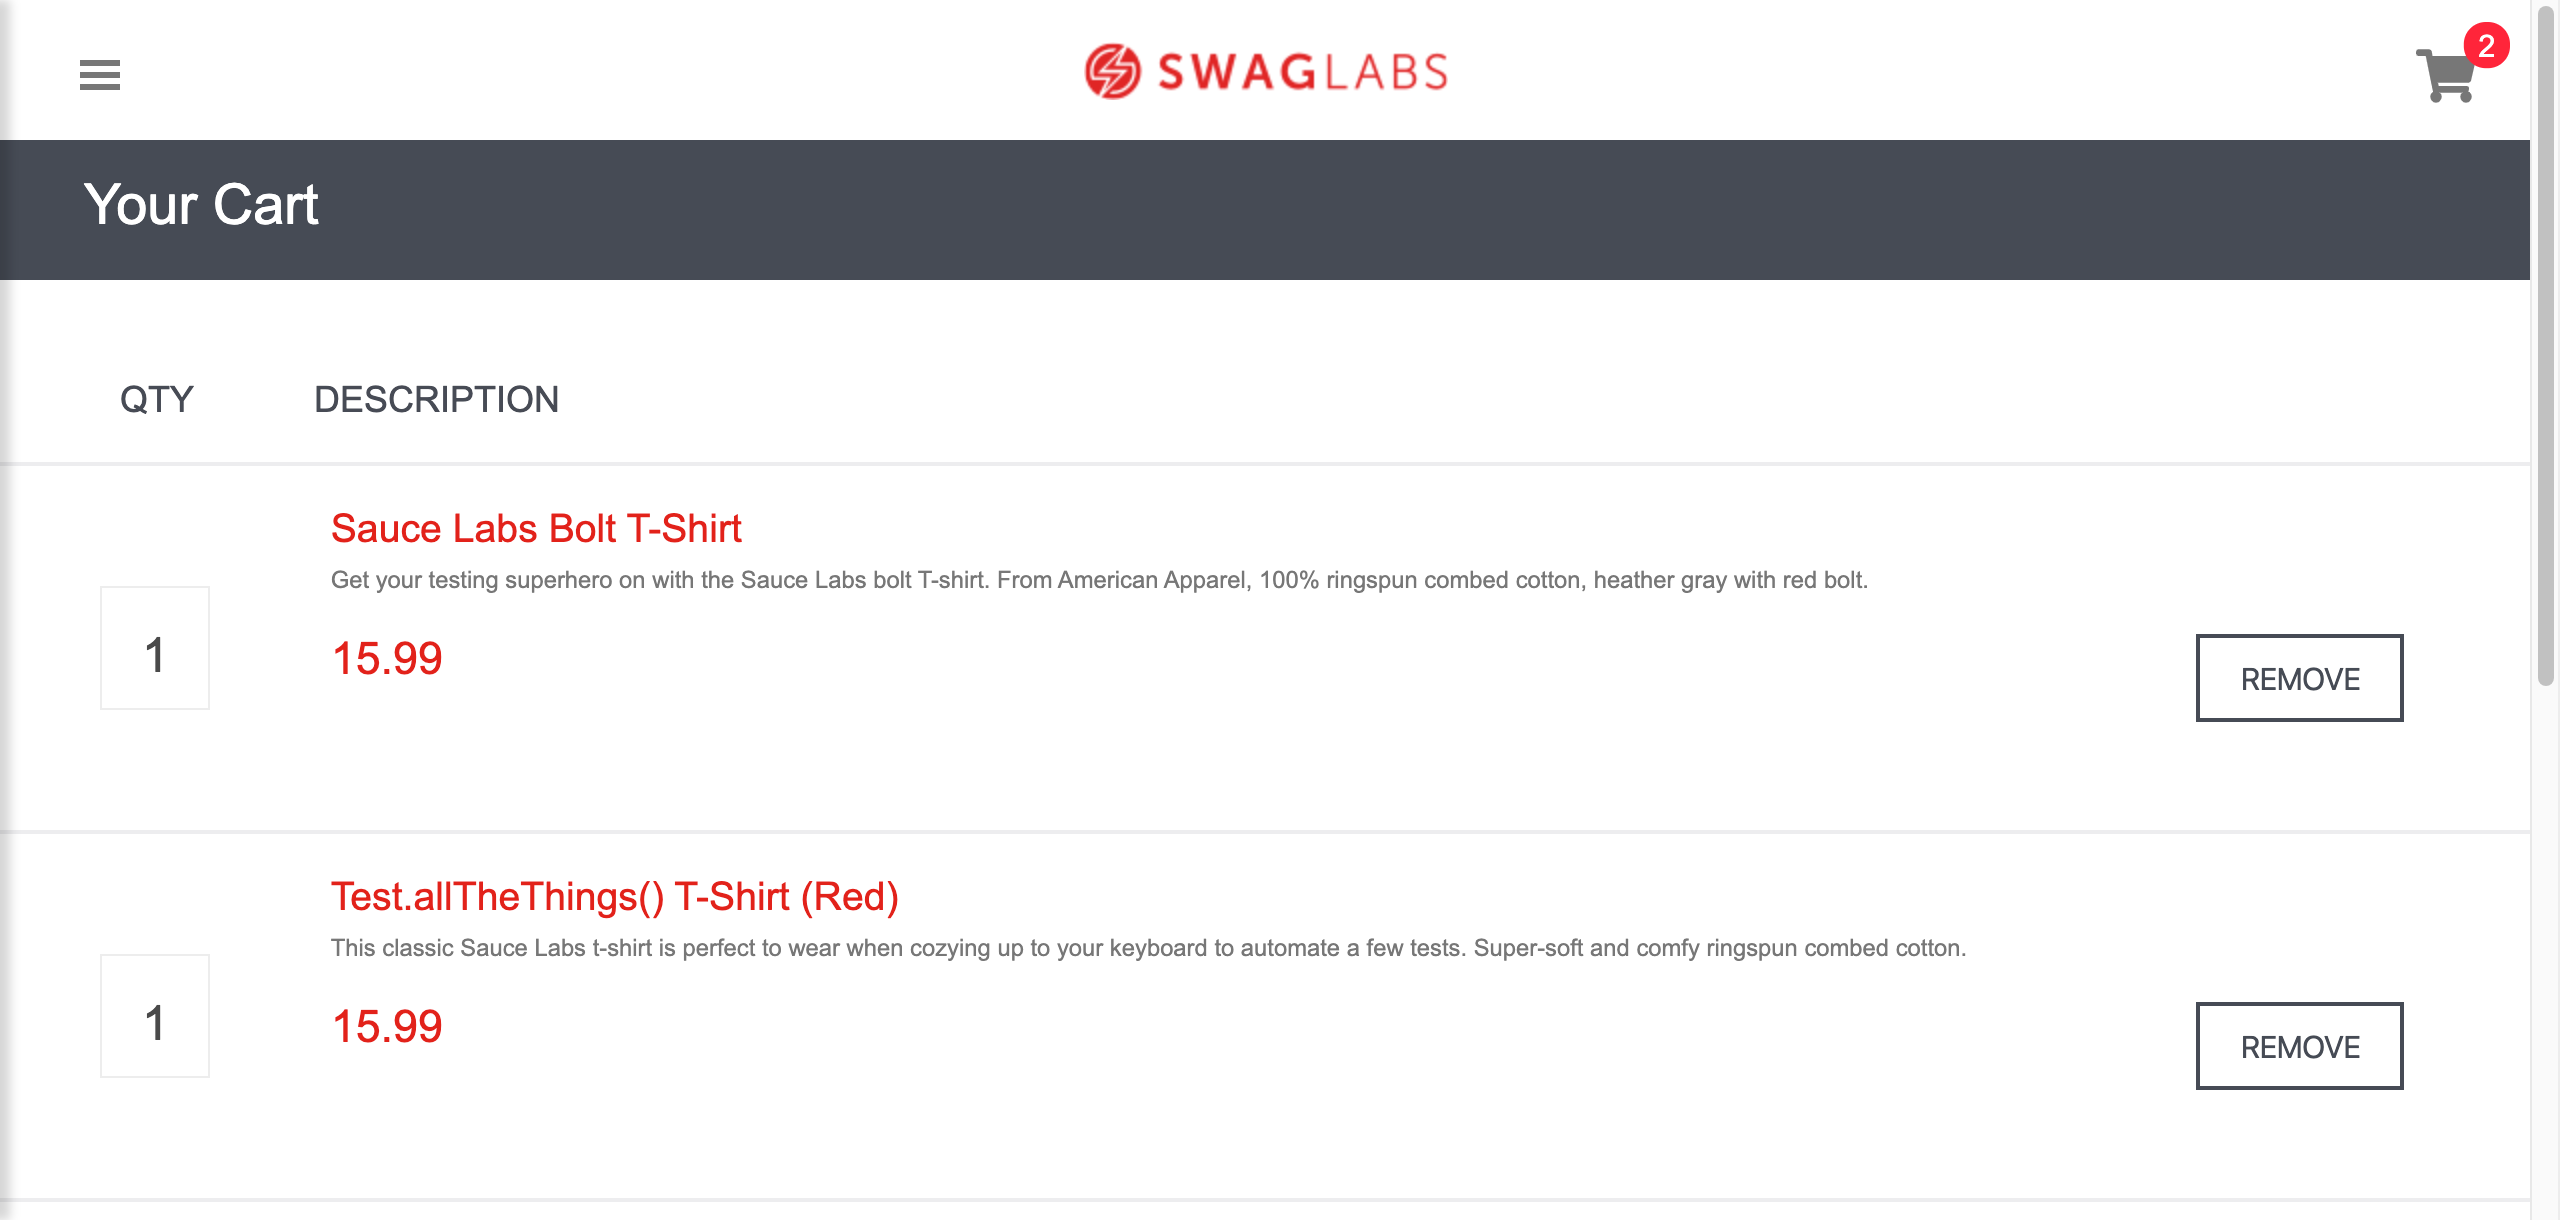 SWAGLABS
2
Your Cart
QTY DESCRIPTION
Sauce Labs Bolt T-Shirt
Get your testing superhero on with the Sauce Labs bolt T-shirt. From American Apparel, 100% ringspun combed cotton, heather gray with red bolt.
1
15.99
REMOVE
Test.allTheThings() T-Shirt (Red)
This classic Sauce Labs t-shirt is perfect to wear when cozying up to your keyboard to automate a few tests. Super-soft and comfy ringspun combed cotton.
1
15.99
REMOVE